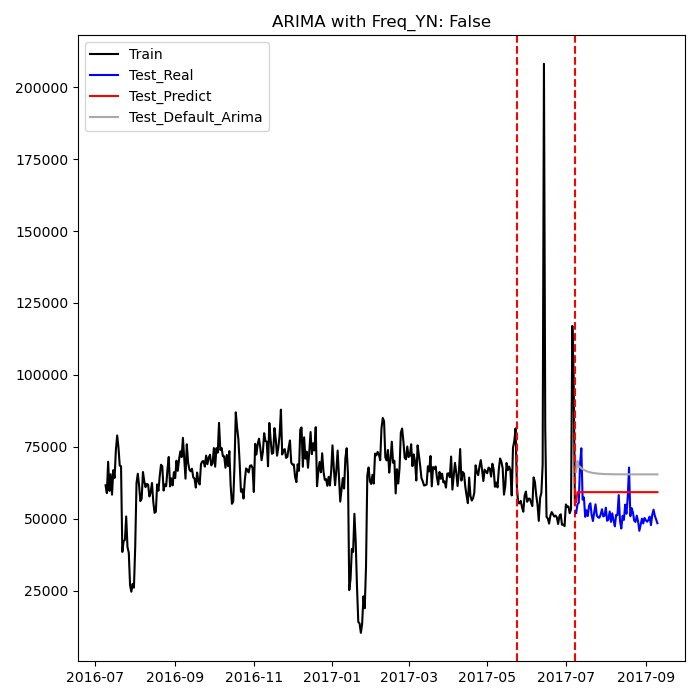 ARIMA with Freq_YN: False
Train
Test_Real
Test_Predict
Test_Default_Arima
200000
175000
150000
125000
100000
75000
50000
25000
2016-07 2016-09 2016-11 2017-01 2017-03 2017-05 2017-07 2017-09